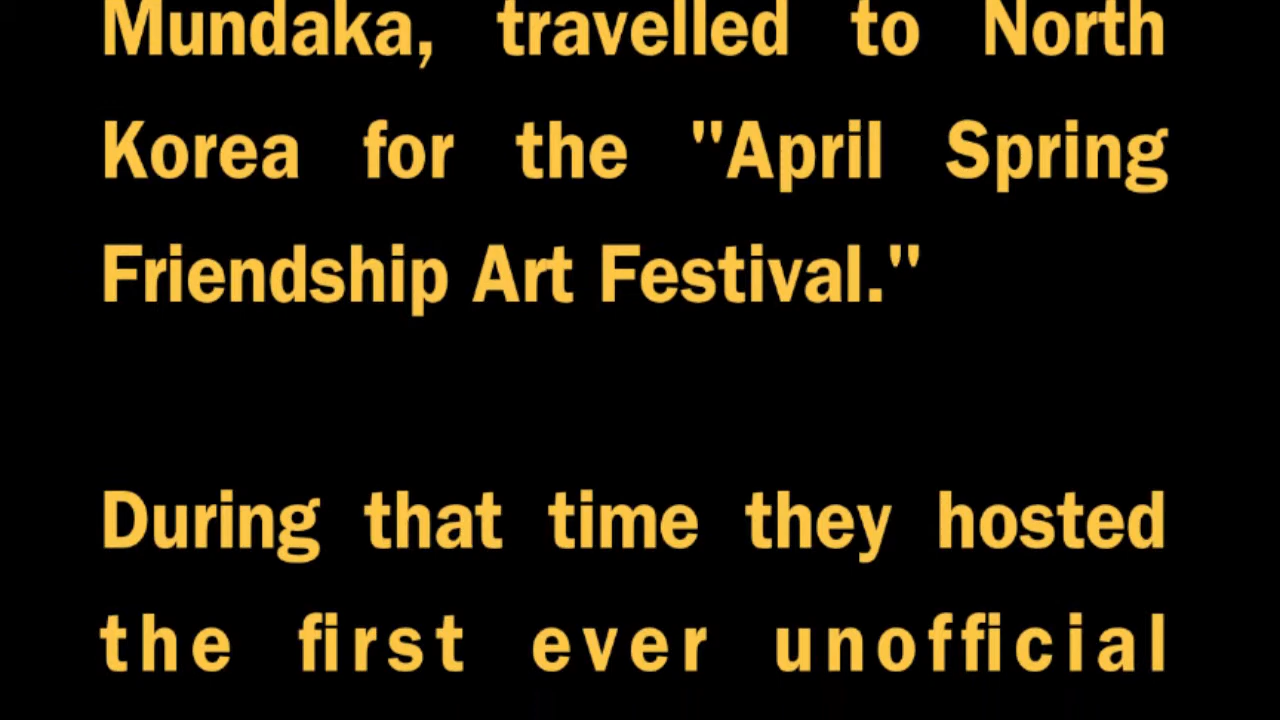 Mundaka, travelled to North
Korea for the "April Spring
Friendship Art Festival."
During that time they hosted
the first ever unofficial